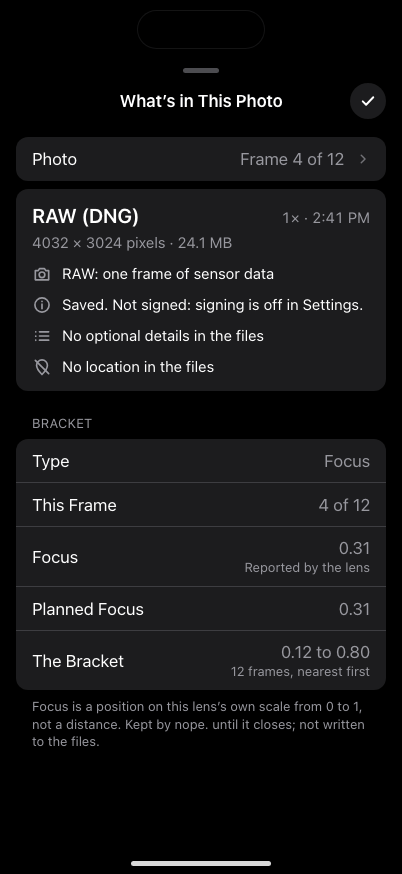 What's in This Photo
Photo
Frame 4 of 12
RAW (DNG)
1× · 2:41 PM
4032 × 3024 pixels · 24.1 MB
RAW: one frame of sensor data
Saved. Not signed: signing is off in Settings.
No optional details in the files
No location in the files
BRACKET
Type
Focus
This Frame
4 of 12
Focus
0.31
Reported by the lens
Planned Focus
0.31
The Bracket
0.12 to 0.80
12 frames, nearest first
Focus is a position on this lens's own scale from 0 to 1,
not a distance. Kept by nope. until it closes; not written
to the files.